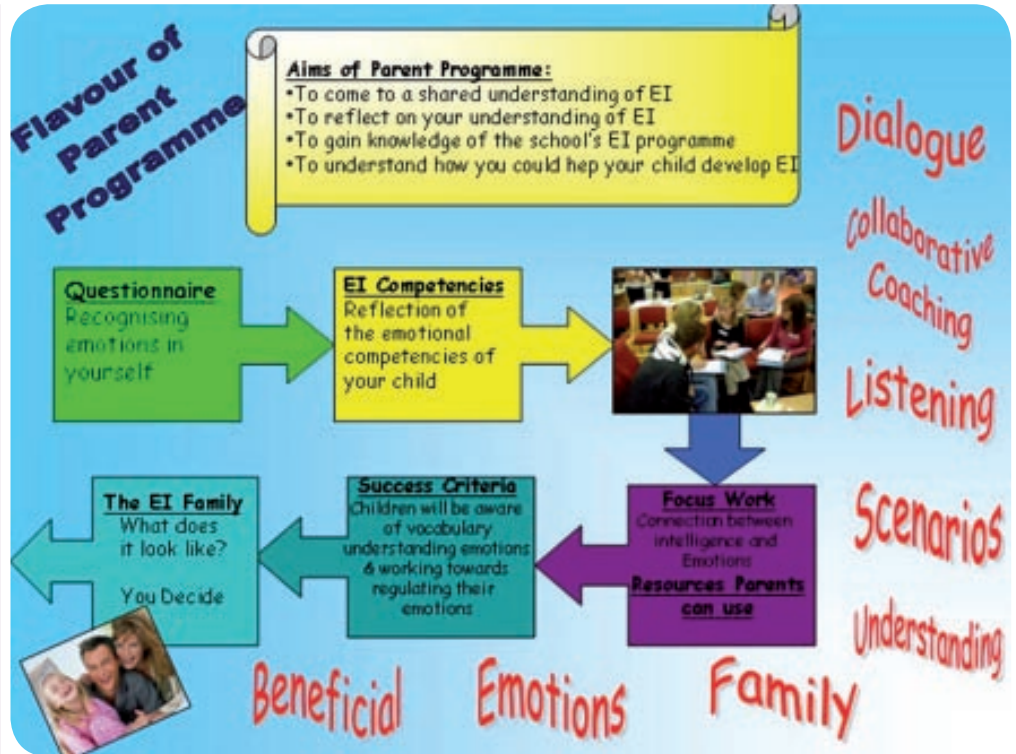 Flavour of
Parent
Programme
Aims of Parent Programme:
•To come to a shared understanding of EI
•To reflect on your understanding of EI
•To gain knowledge of the school's EI programme
•To understand how you could hep your child develop EI
Dialogue
Collaborative
Coaching
Listening
Scenarios
Understanding
Questionnaire
Recognising
emotions in
yourself
EI Competencies
Reflection of
the emotional
competencies of
your child
Focus Work
Connection between
intelligence and
Emotions
Resources Parents
can use
Success Criteria
Children will be aware
of vocabulary
understanding emotions
& working towards
regulating their
emotions
The EI Family
What does
it look like?
You Decide
Beneficial
Emotions
Family